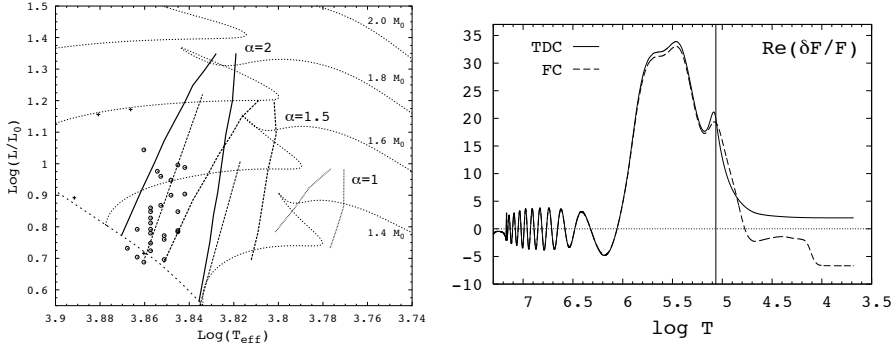 1.5
1.4
1.3
1.2
1.1
1
0.9
0.8
0.7
0.6
Log(L/L₀)
3.9 3.88 3.86 3.84 3.82 3.8 3.78 3.76 3.74
Log(T_eff)
2.0 M₀
1.8 M₀
1.6 M₀
1.4 M₀
α=2
α=1.5
α=1
40
35
30
25
20
15
10
5
0
−5
−10
7 6.5 6 5.5 5 4.5 4 3.5
log T
TDC
FC
Re(δF/F)